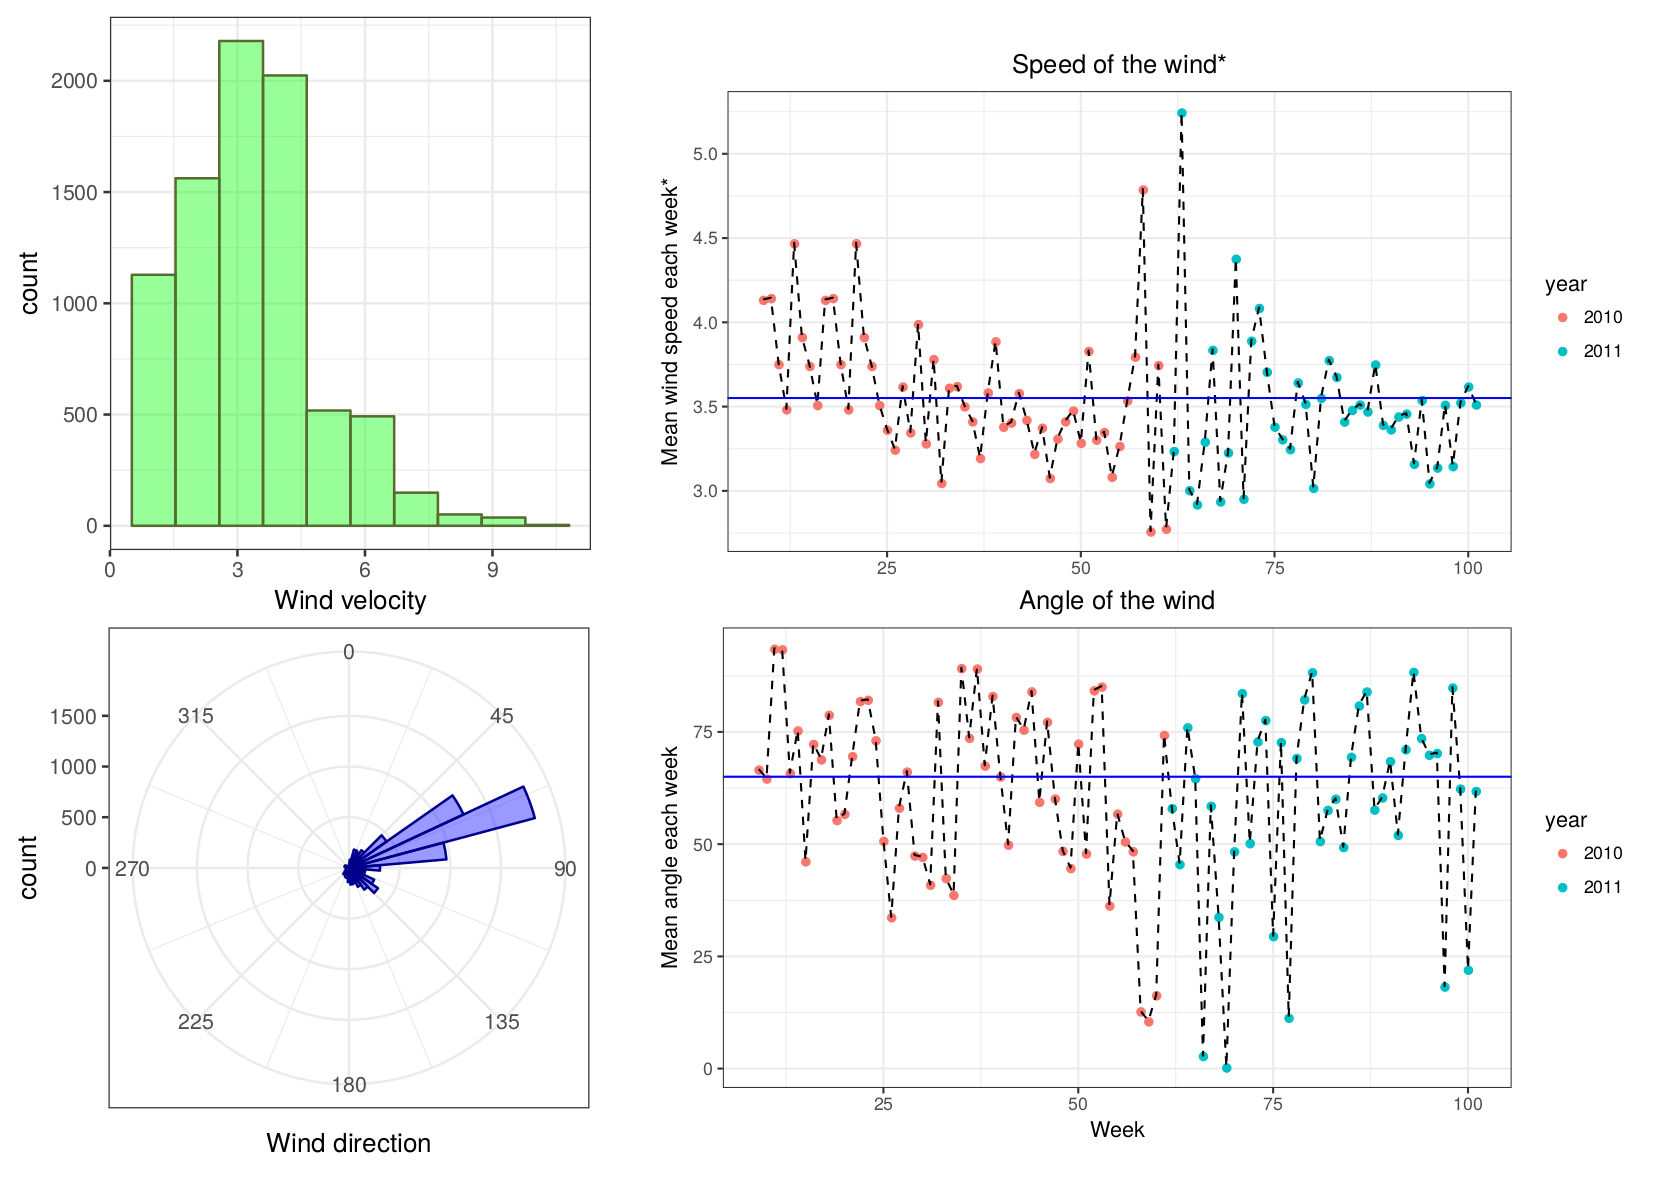 2000
1500
1000
500
0
count
0 3 6 9
Wind velocity
Speed of the wind*
5.0
4.5
4.0
3.5
3.0
Mean wind speed each week*
25 50 75 100
year
2010
2011
0
45
90
135
180
225
270
315
1500
1000
500
0
count
Wind direction
Angle of the wind
75
50
25
0
Mean angle each week
25 50 75 100
Week
year
2010
2011